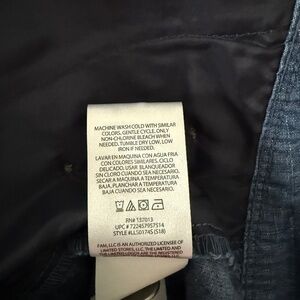 MACHINE WASH COLD WITH SIMILAR
COLORS, GENTLE CYCLE, ONLY
NON-CHLORINE BLEACH WHEN
NEEDED, TUMBLE DRY LOW, LOW
IRON IF NEEDED.
LAVAR EN MAQUINA CON AGUA FRIA
CON COLORES SIMILARES, CICLO
DELICADO, USAR BLANQUEADOR
SIN CLORO CUANDO SEA NECESARIO.
SECAR A MAQUINA A TEMPERATURA
BAJA, PLANCHAR A TEMPERATURA
BAJA CUANDO SEA NECESARIO.
RN# 137013
UPC # 722457957514
STYLE#LLS0174S (S18)
FAM, LLC IS AN AUTHORIZED LICENSEE OF
LIMITED STORES, LLC. THE LIMITED